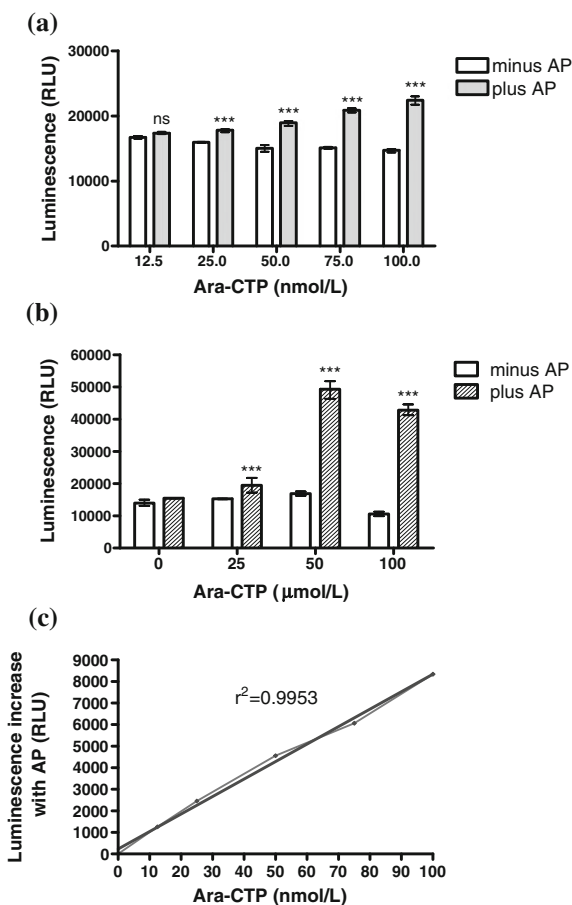 (a)
30000
20000
10000
0
Luminescence (RLU)
ns
***
***
***
***
minus AP
plus AP
12.5 25.0 50.0 75.0 100.0
Ara-CTP (nmol/L)
(b)
60000
50000
40000
30000
20000
10000
0
Luminescence (RLU)
***
***
***
minus AP
plus AP
0 25 50 100
Ara-CTP (μmol/L)
(c)
9000
8000
7000
6000
5000
4000
3000
2000
1000
0
Luminescence increase
with AP (RLU)
r²=0.9953
0 10 20 30 40 50 60 70 80 90 100
Ara-CTP (nmol/L)